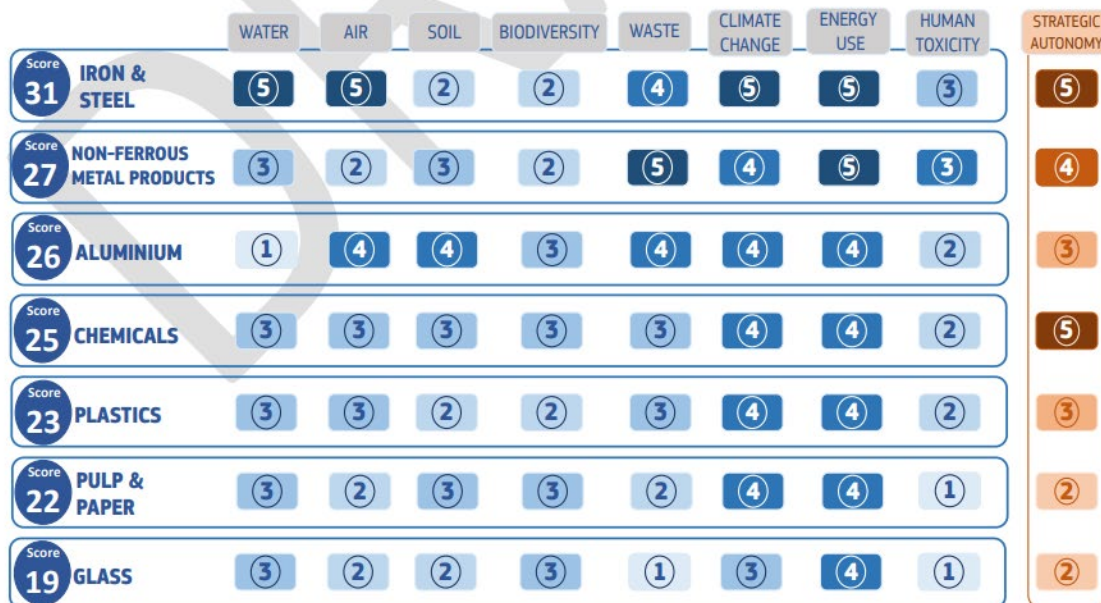 WATER AIR SOIL BIODIVERSITY WASTE CLIMATE CHANGE ENERGY USE HUMAN TOXICITY STRATEGIC AUTONOMY
Score 31 IRON & STEEL 5 5 2 2 4 5 5 3 5
Score 27 NON-FERROUS METAL PRODUCTS 3 2 3 2 5 4 5 3 4
Score 26 ALUMINIUM 1 4 4 3 4 4 4 2 3
Score 25 CHEMICALS 3 3 3 3 3 4 4 2 5
Score 23 PLASTICS 3 3 2 2 3 4 4 2 3
Score 22 PULP & PAPER 3 2 3 3 2 4 4 1 2
Score 19 GLASS 3 2 2 3 1 3 4 1 2